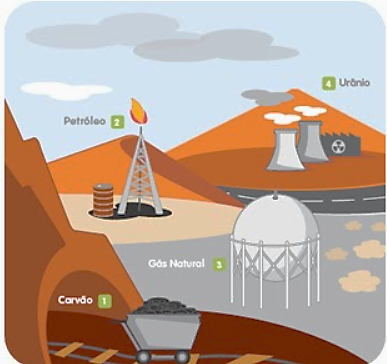 4 Urânio
Petróleo 2
Gás Natural 3
Carvão 1